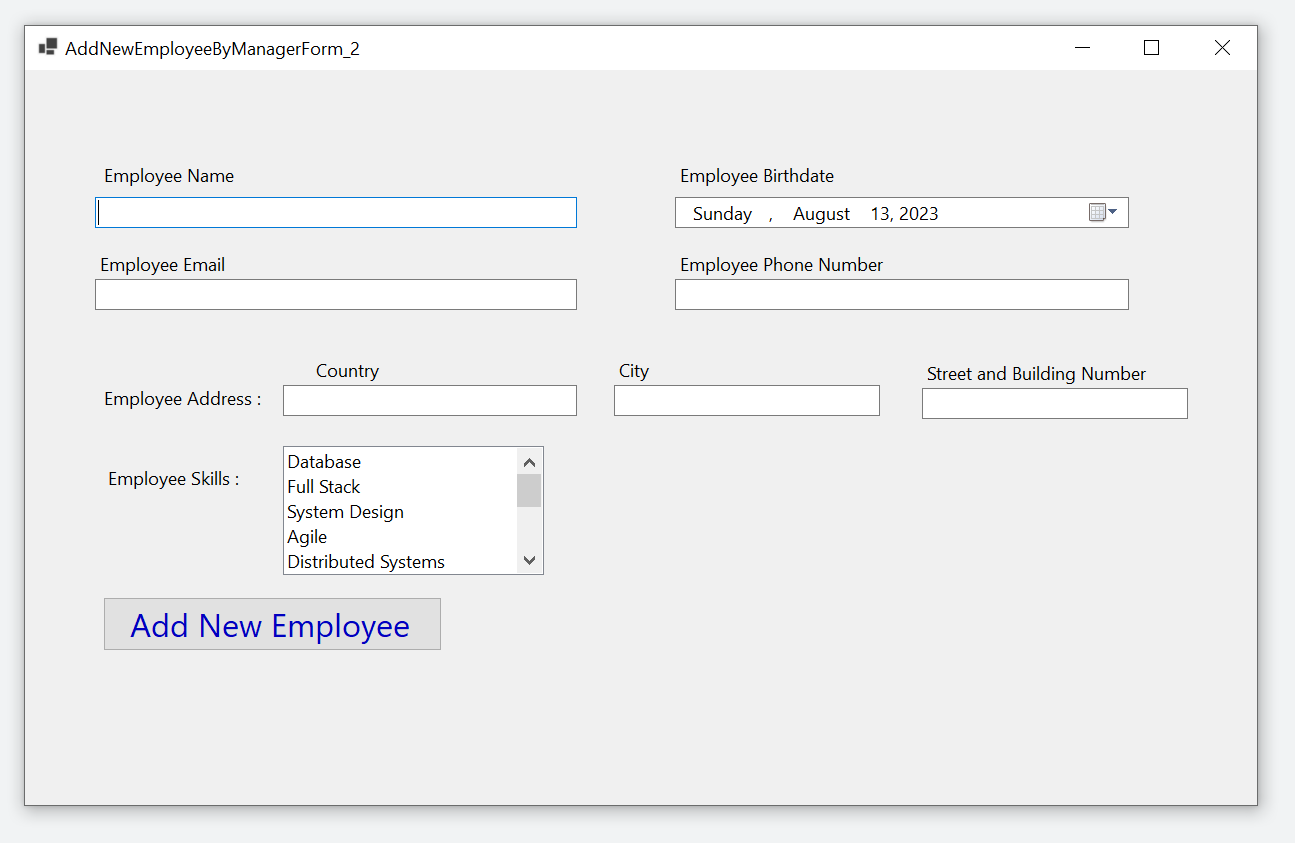 AddNewEmployeeByManagerForm_2
Employee Name
Employee Birthdate
Sunday , August 13, 2023
Employee Email
Employee Phone Number
Country
City
Street and Building Number
Employee Address :
Employee Skills :
Database
Full Stack
System Design
Agile
Distributed Systems
Add New Employee